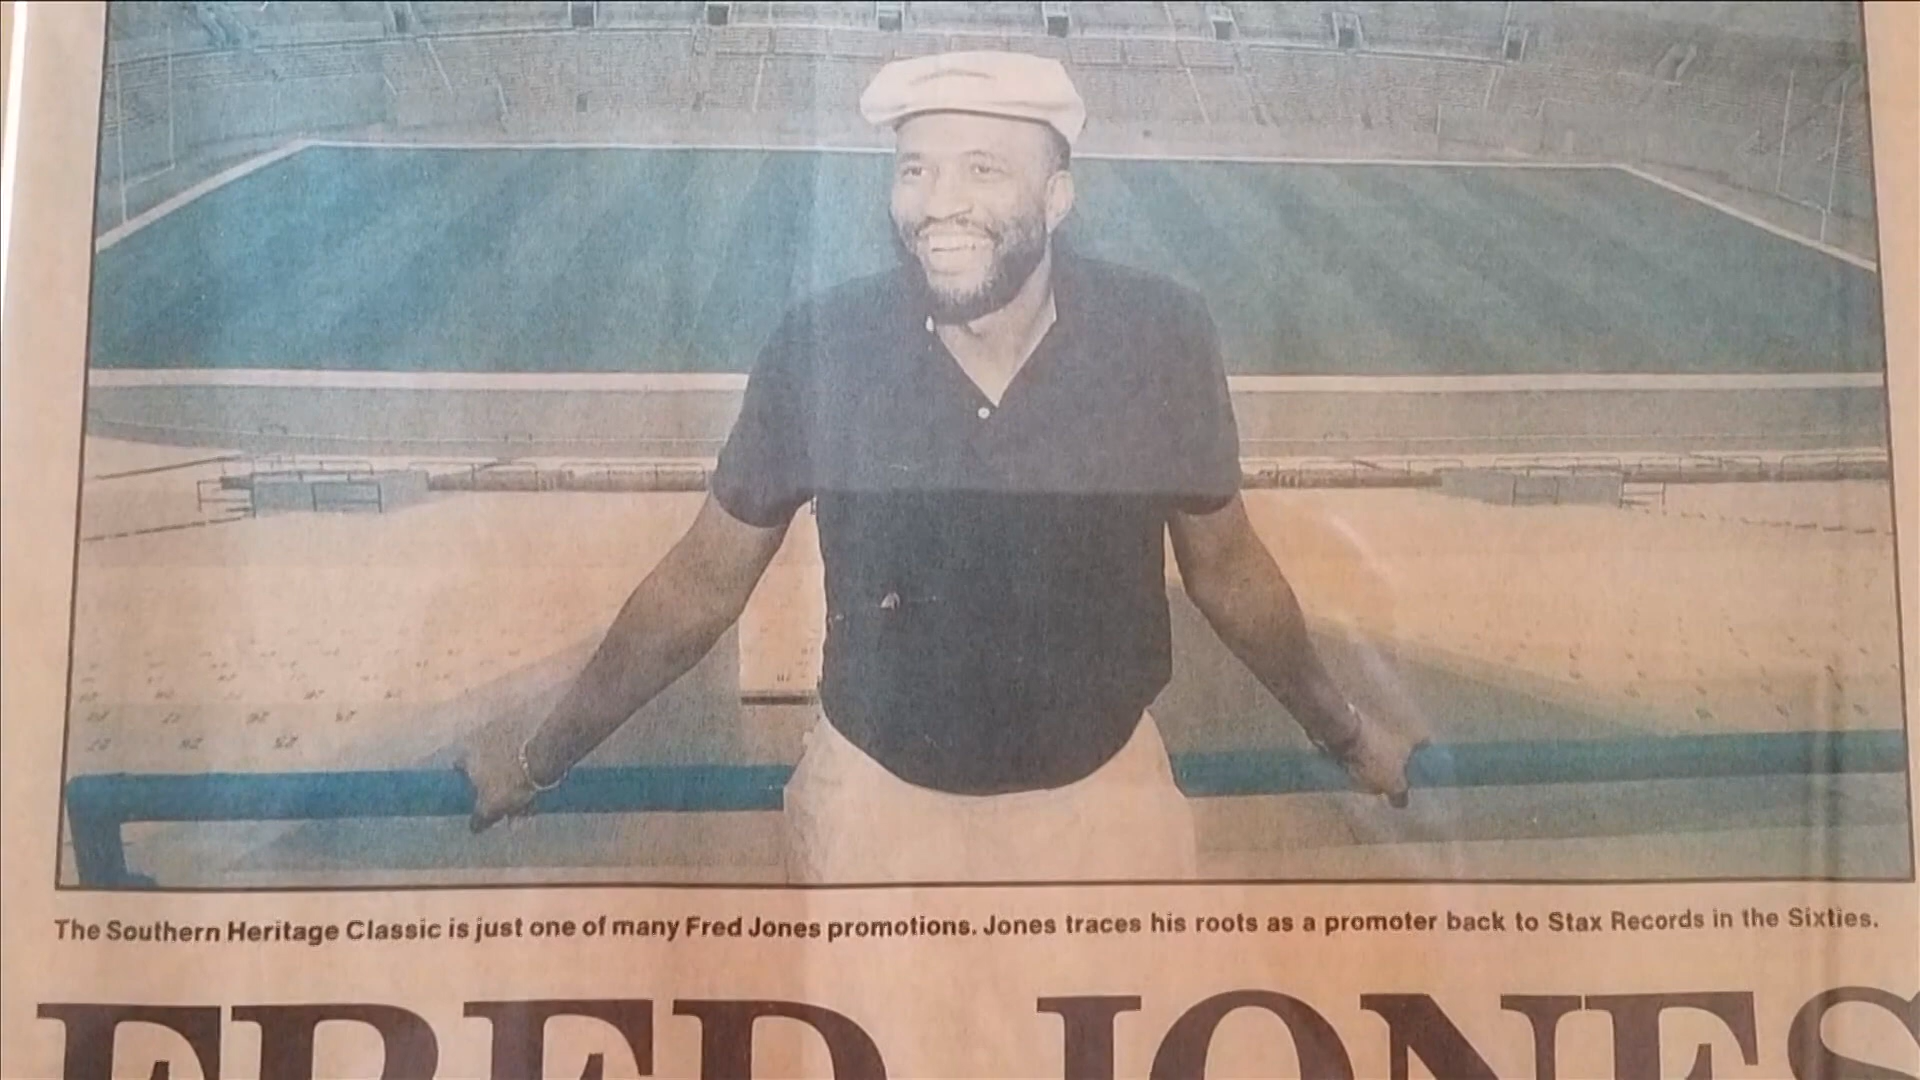 The Southern Heritage Classic is just one of many Fred Jones promotions. Jones traces his roots as a promoter back to Stax Records in the Sixties.
FRED JONES